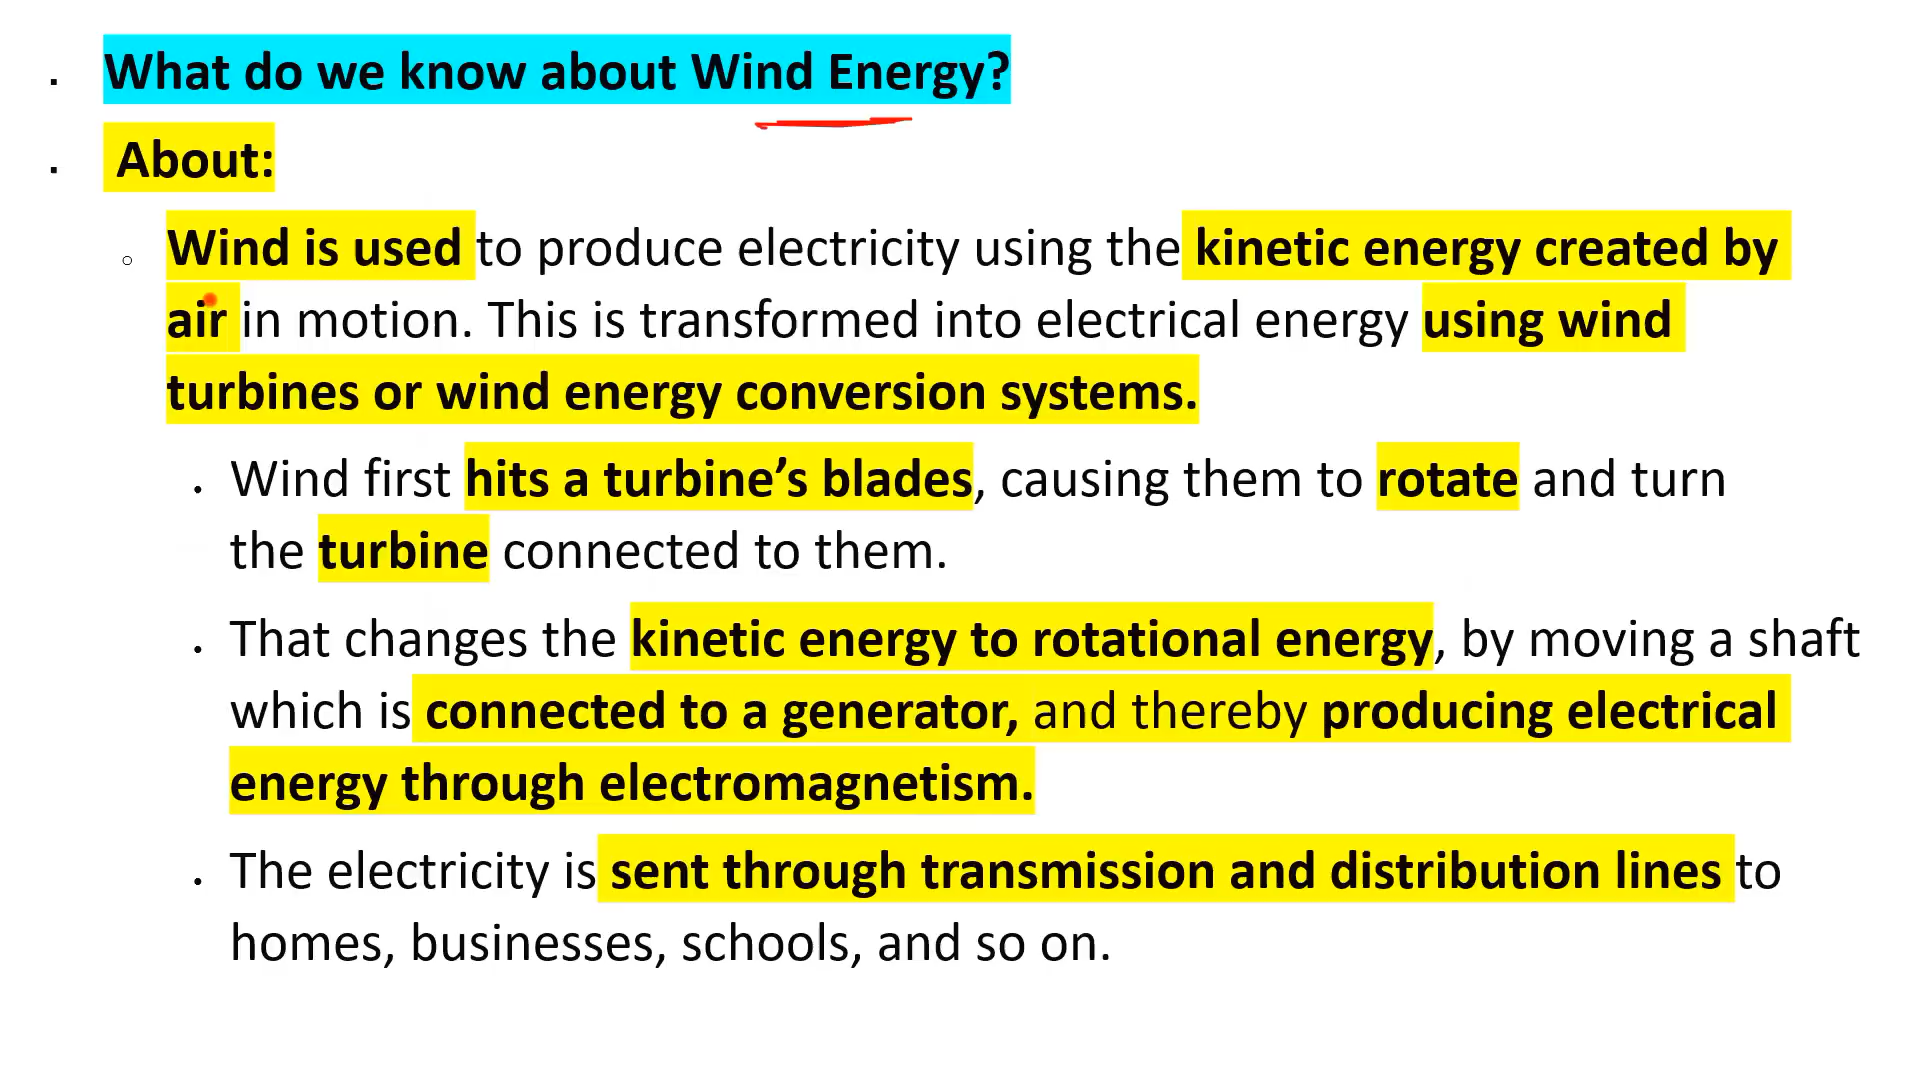 ▪ What do we know about Wind Energy?
▪ About:
○ Wind is used to produce electricity using the kinetic energy created by
air in motion. This is transformed into electrical energy using wind
turbines or wind energy conversion systems.
• Wind first hits a turbine’s blades, causing them to rotate and turn
the turbine connected to them.
• That changes the kinetic energy to rotational energy, by moving a shaft
which is connected to a generator, and thereby producing electrical
energy through electromagnetism.
• The electricity is sent through transmission and distribution lines to
homes, businesses, schools, and so on.